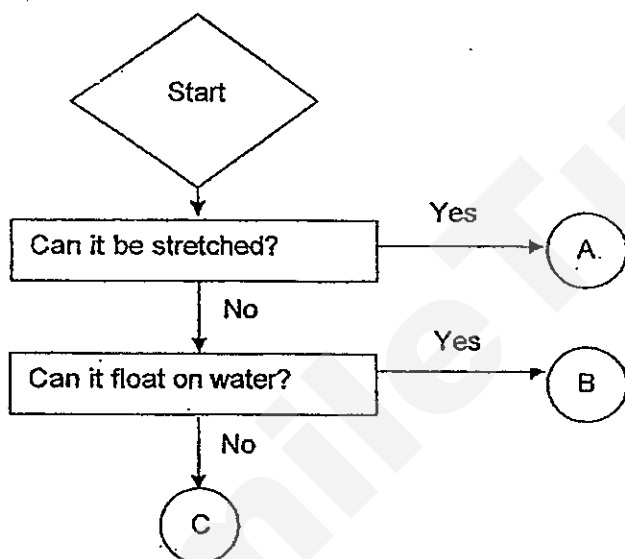 Start
Yes
Can it be stretched?
A
No
Yes
Can it float on water?
B
No
C